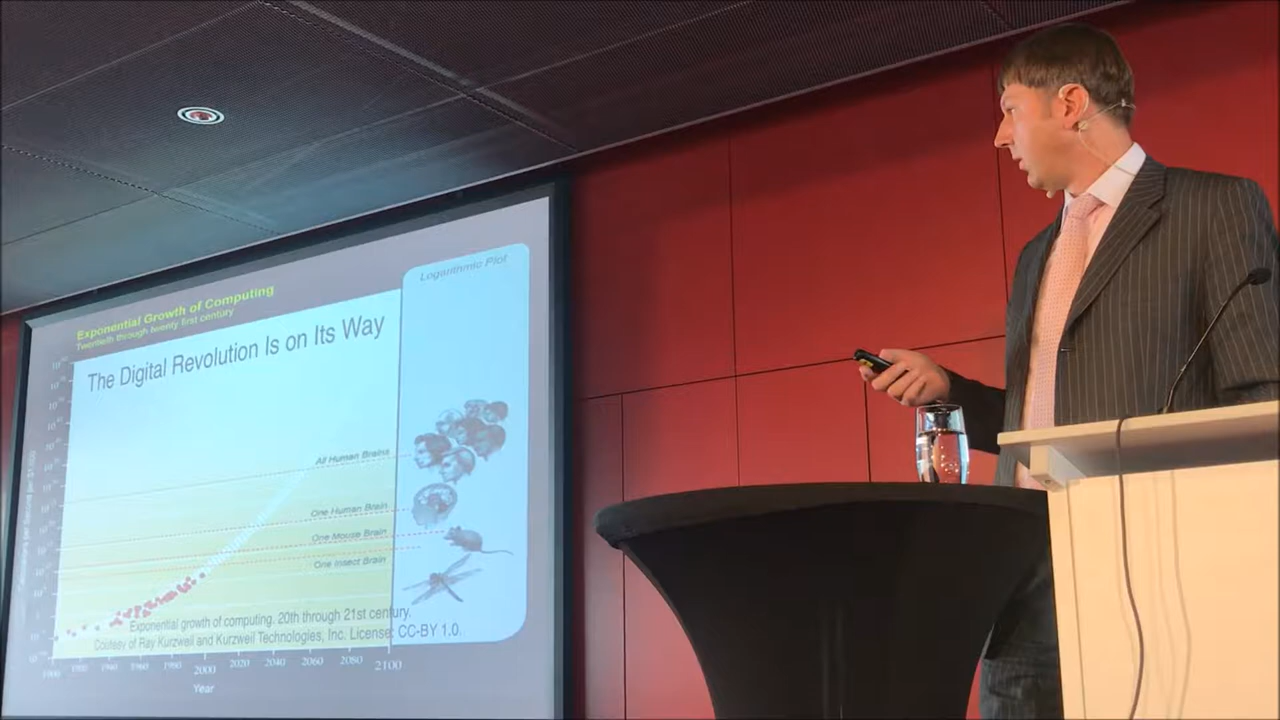 Exponential Growth of Computing
Twentieth through twenty first century
Logarithmic Plot
The Digital Revolution Is on Its Way
All Human Brains
One Human Brain
One Mouse Brain
One Insect Brain
Exponential growth of computing. 20th through 21st century.
Coutesy of Ray Kurzweil and Kurzweil Technologies, Inc. License: CC-BY 1.0.
1900 1920 1940 1960 1980 2000 2020 2040 2060 2080 2100
Year